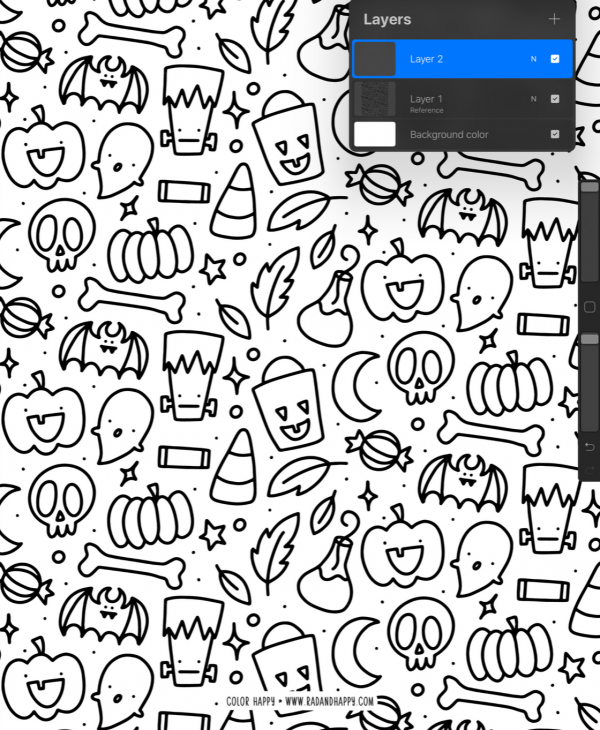 Layers
Layer 2 N
Layer 1 N
Reference
Background color
COLOR HAPPY • WWW.RADANDHAPPY.COM